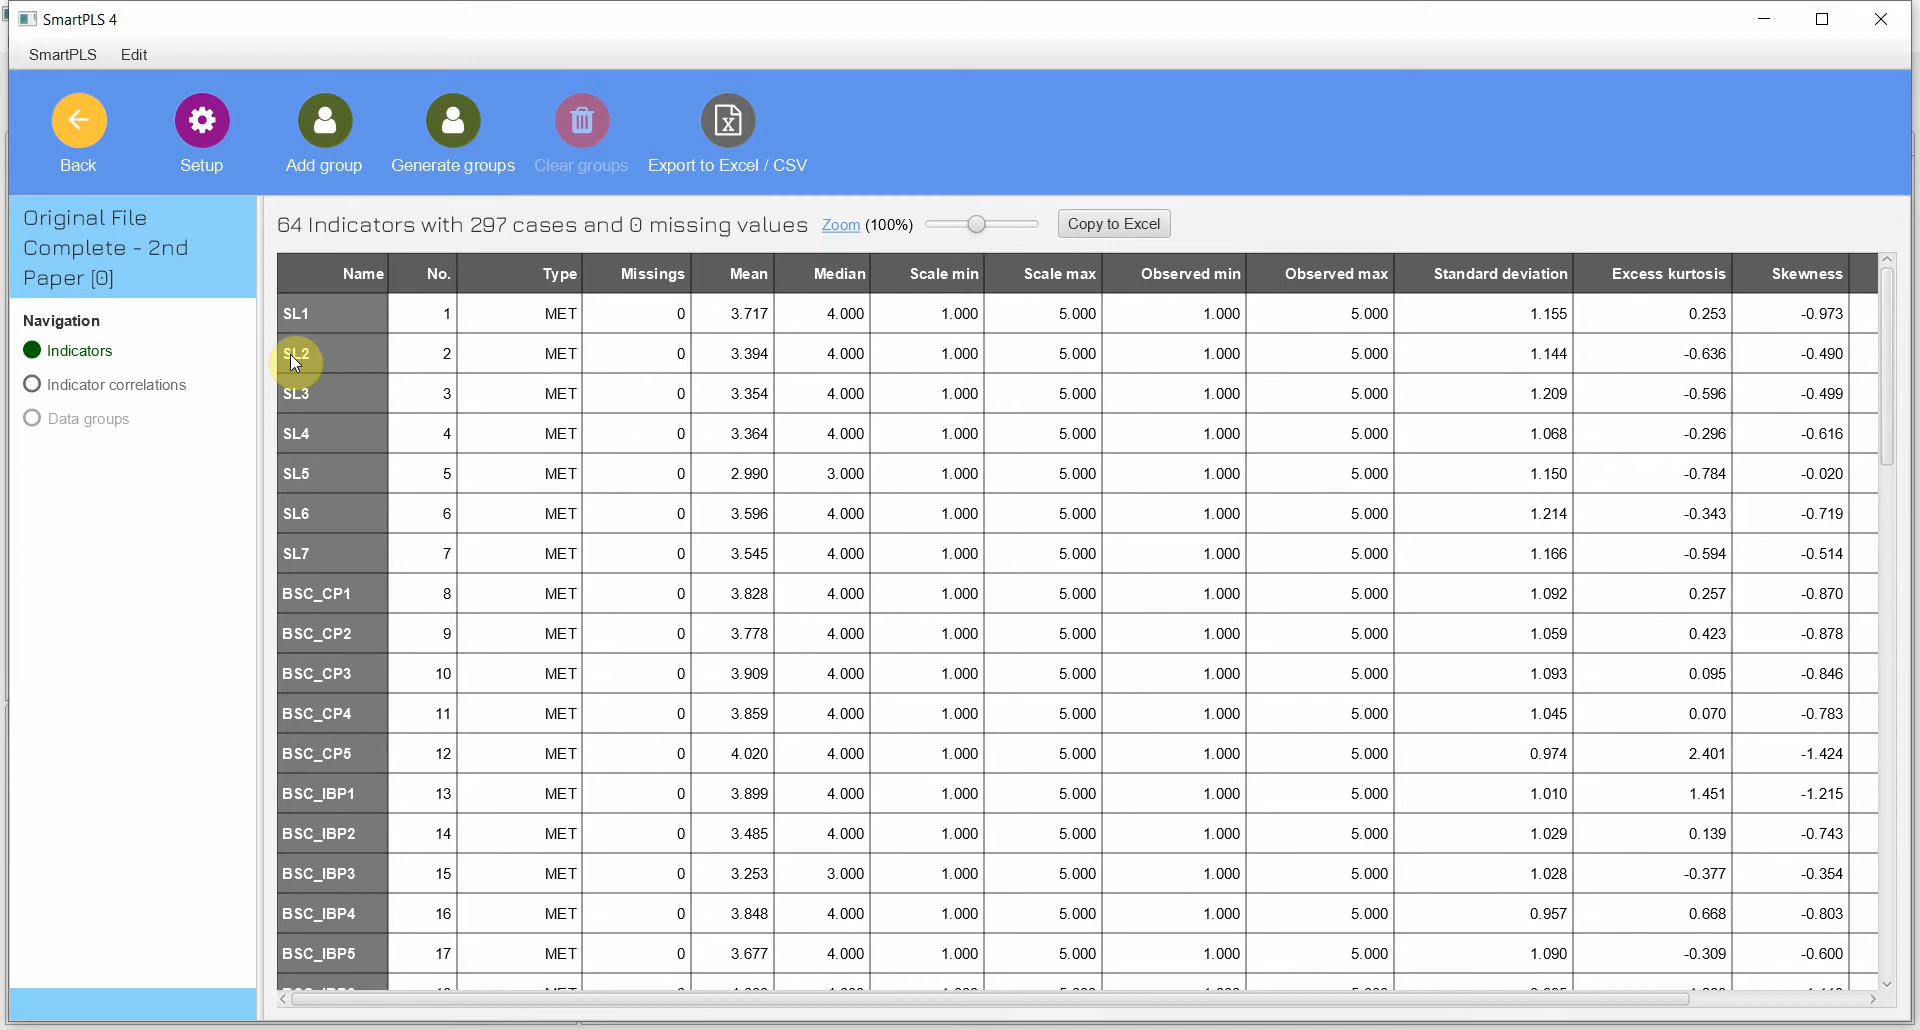 SmartPLS 4
SmartPLS Edit
Back Setup Add group Generate groups Clear groups Export to Excel / CSV
Original File
Complete - 2nd
Paper [0]
Navigation
Indicators
Indicator correlations
Data groups
64 Indicators with 297 cases and 0 missing values Zoom (100%) Copy to Excel
Name No. Type Missings Mean Median Scale min Scale max Observed min Observed max Standard deviation Excess kurtosis Skewness
SL1 1 MET 0 3.717 4.000 1.000 5.000 1.000 5.000 1.155 0.253 -0.973
SL2 2 MET 0 3.394 4.000 1.000 5.000 1.000 5.000 1.144 -0.636 -0.490
SL3 3 MET 0 3.354 4.000 1.000 5.000 1.000 5.000 1.209 -0.596 -0.499
SL4 4 MET 0 3.364 4.000 1.000 5.000 1.000 5.000 1.068 -0.296 -0.616
SL5 5 MET 0 2.990 3.000 1.000 5.000 1.000 5.000 1.150 -0.784 -0.020
SL6 6 MET 0 3.596 4.000 1.000 5.000 1.000 5.000 1.214 -0.343 -0.719
SL7 7 MET 0 3.545 4.000 1.000 5.000 1.000 5.000 1.166 -0.594 -0.514
BSC_CP1 8 MET 0 3.828 4.000 1.000 5.000 1.000 5.000 1.092 0.257 -0.870
BSC_CP2 9 MET 0 3.778 4.000 1.000 5.000 1.000 5.000 1.059 0.423 -0.878
BSC_CP3 10 MET 0 3.909 4.000 1.000 5.000 1.000 5.000 1.093 0.095 -0.846
BSC_CP4 11 MET 0 3.859 4.000 1.000 5.000 1.000 5.000 1.045 0.070 -0.783
BSC_CP5 12 MET 0 4.020 4.000 1.000 5.000 1.000 5.000 0.974 2.401 -1.424
BSC_IBP1 13 MET 0 3.899 4.000 1.000 5.000 1.000 5.000 1.010 1.451 -1.215
BSC_IBP2 14 MET 0 3.485 4.000 1.000 5.000 1.000 5.000 1.029 0.139 -0.743
BSC_IBP3 15 MET 0 3.253 3.000 1.000 5.000 1.000 5.000 1.028 -0.377 -0.354
BSC_IBP4 16 MET 0 3.848 4.000 1.000 5.000 1.000 5.000 0.957 0.668 -0.803
BSC_IBP5 17 MET 0 3.677 4.000 1.000 5.000 1.000 5.000 1.090 -0.309 -0.600